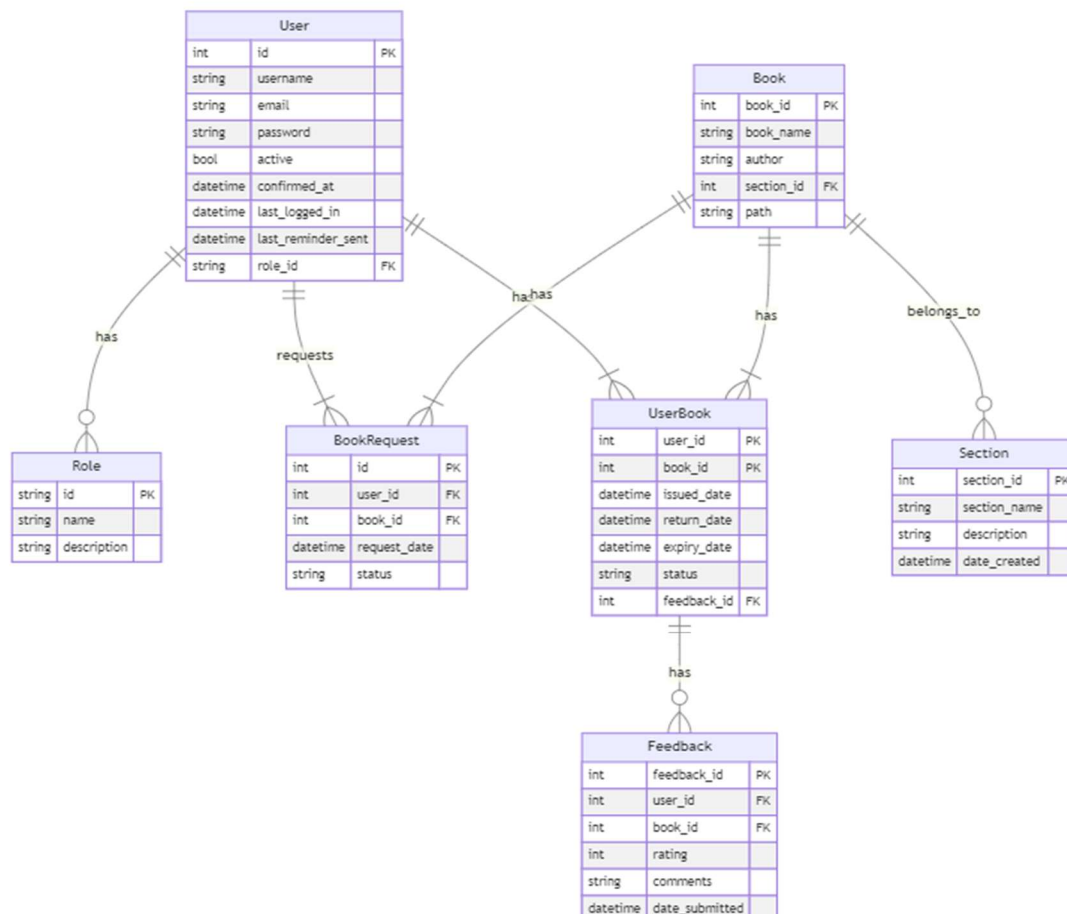 User
int id PK
string username
string email
string password
bool active
datetime confirmed_at
datetime last_logged_in
datetime last_reminder_sent
string role_id FK
Book
int book_id PK
string book_name
string author
int section_id FK
string path
has
requests
has
has
has
belongs_to
Role
string id PK
string name
string description
BookRequest
int id PK
int user_id FK
int book_id FK
datetime request_date
string status
UserBook
int user_id PK
int book_id PK
datetime issued_date
datetime return_date
datetime expiry_date
string status
int feedback_id FK
Section
int section_id PK
string section_name
string description
datetime date_created
has
Feedback
int feedback_id PK
int user_id FK
int book_id FK
int rating
string comments
datetime date_submitted